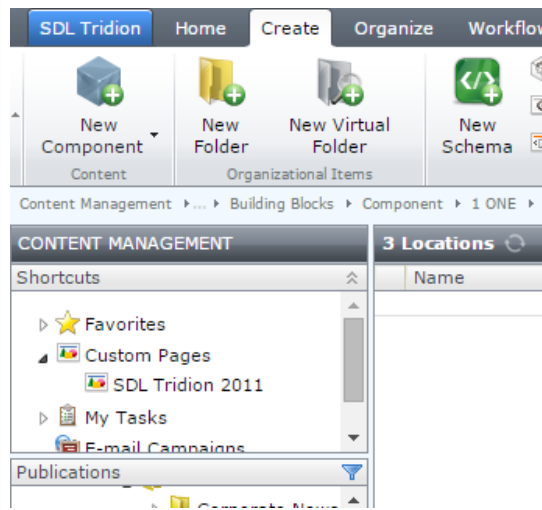 SDL Tridion Home Create Organize Workflow
New Component New Folder New Virtual Folder New Schema
Content Organizational Items
Content Management ... Building Blocks Component 1 ONE
CONTENT MANAGEMENT 3 Locations
Shortcuts Name
Favorites
Custom Pages
SDL Tridion 2011
My Tasks
E-mail Campaigns
Publications
Corporate News